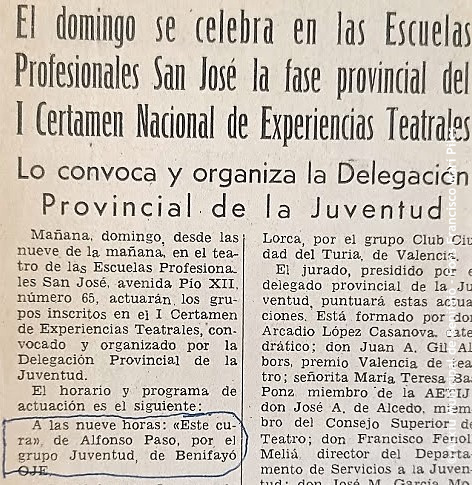 El domingo se celebra en las Escuelas
Profesionales San José la fase provincial del
I Certamen Nacional de Experiencias Teatrales
Lo convoca y organiza la Delegación
Provincial de la Juventud
Mañana, domingo, desde las
nueve de la mañana, en el tea-
tro de las Escuelas Profesiona-
les San José, avenida Pío XII,
número 65, actuarán los gru-
pos inscritos en el I Certamen
de Experiencias Teatrales, con-
vocado y organizado por la
Delegación Provincial de la
Juventud.
El horario y programa de
actuación es el siguiente:
A las nueve horas: «Este cu-
ra», de Alfonso Paso, por el
grupo Juventud, de Benifayó
OJE.
Lorca, por el grupo Club Ciu
dad del Turia, de Valencia.
El jurado, presidido por
delegado provincial de la Ju
ventud, puntuará estas actua
ciones. Está formado por don
Arcadio López Casanova, cate
drático; don Juan A. Gil Al
bors, premio Valencia de tea
tro; señorita María Teresa Ba
Ponz miembro de la AETIJ
don José A. de Alcedo, miem
bro del Consejo Superior de
Teatro; don Francisco Fenol
Meliá director del Departa
mento de Servicios a la Juven
tud: don José M. García Mo